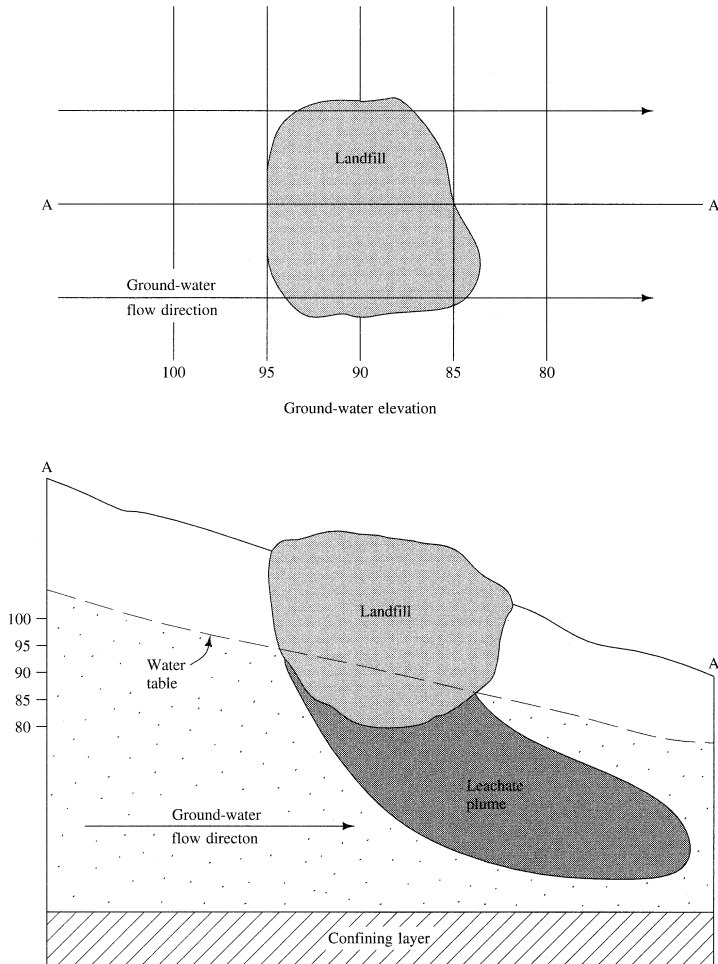 Landfill
A A
Ground-water
flow direction
100 95 90 85 80
Ground-water elevation
A
Landfill
100
95
90
85
80
Water
table
A
Leachate
plume
Ground-water
flow directon
Confining layer